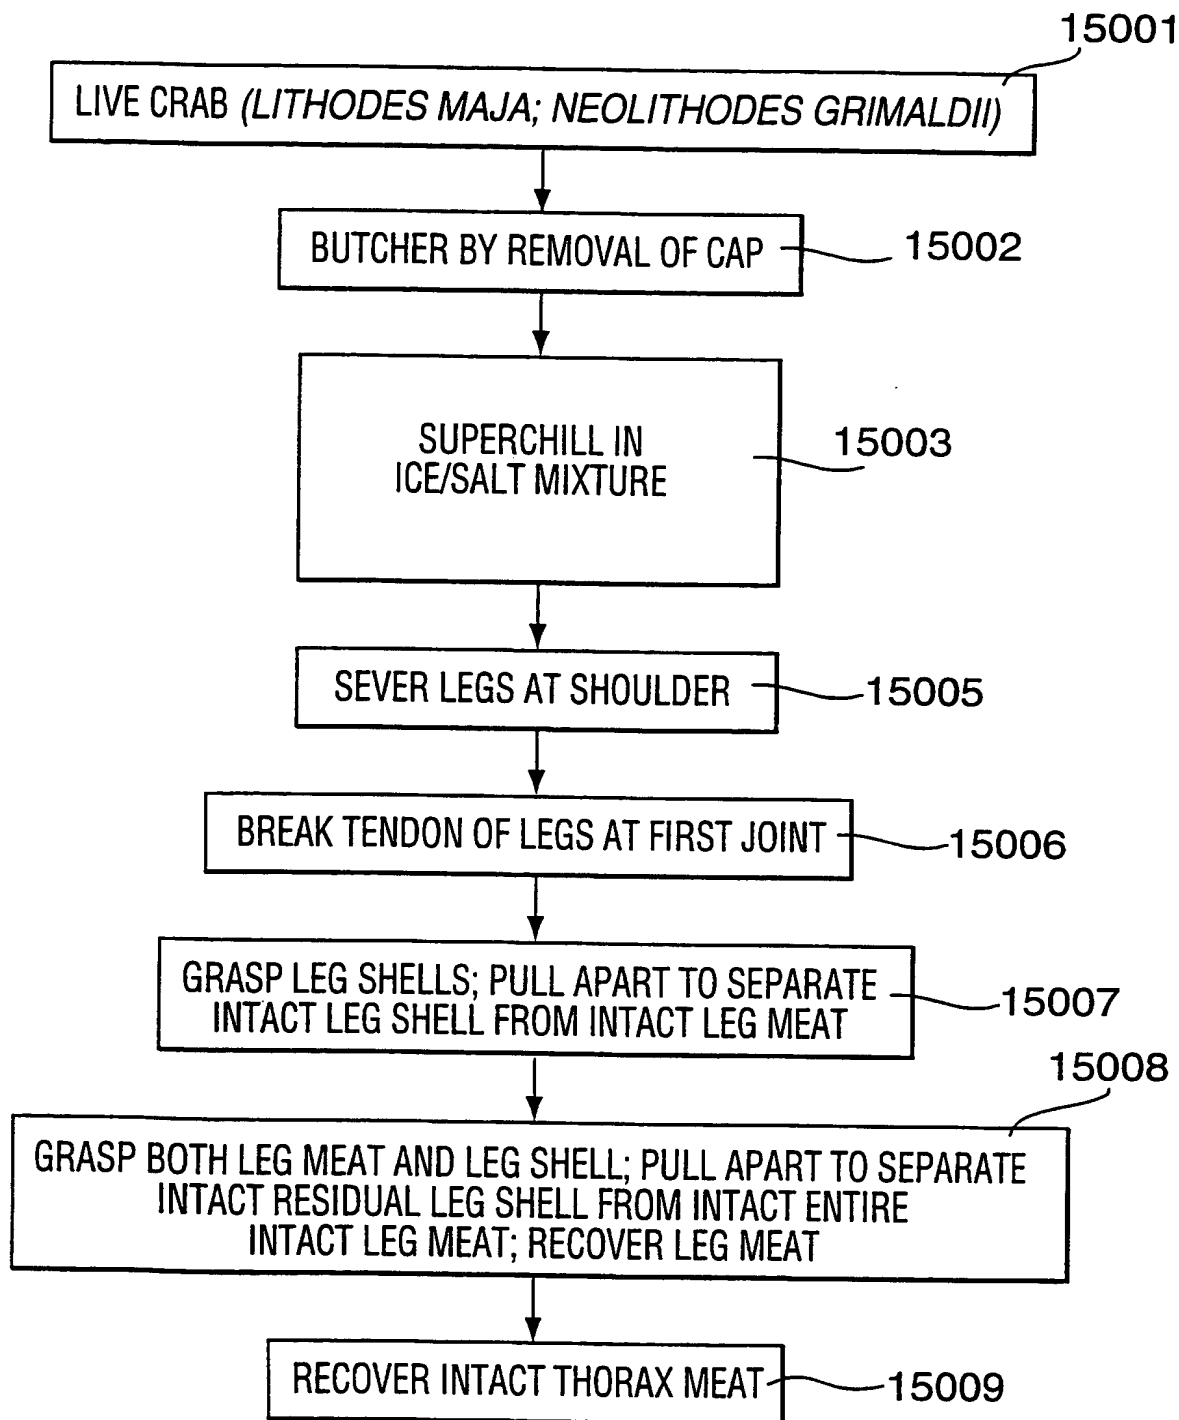 15001
LIVE CRAB (LITHODES MAJA; NEOLITHODES GRIMALDII)
BUTCHER BY REMOVAL OF CAP
15002
SUPERCHILL IN
ICE/SALT MIXTURE
15003
SEVER LEGS AT SHOULDER
15005
BREAK TENDON OF LEGS AT FIRST JOINT
15006
GRASP LEG SHELLS; PULL APART TO SEPARATE
INTACT LEG SHELL FROM INTACT LEG MEAT
15007
15008
GRASP BOTH LEG MEAT AND LEG SHELL; PULL APART TO SEPARATE
INTACT RESIDUAL LEG SHELL FROM INTACT ENTIRE
INTACT LEG MEAT; RECOVER LEG MEAT
RECOVER INTACT THORAX MEAT
15009